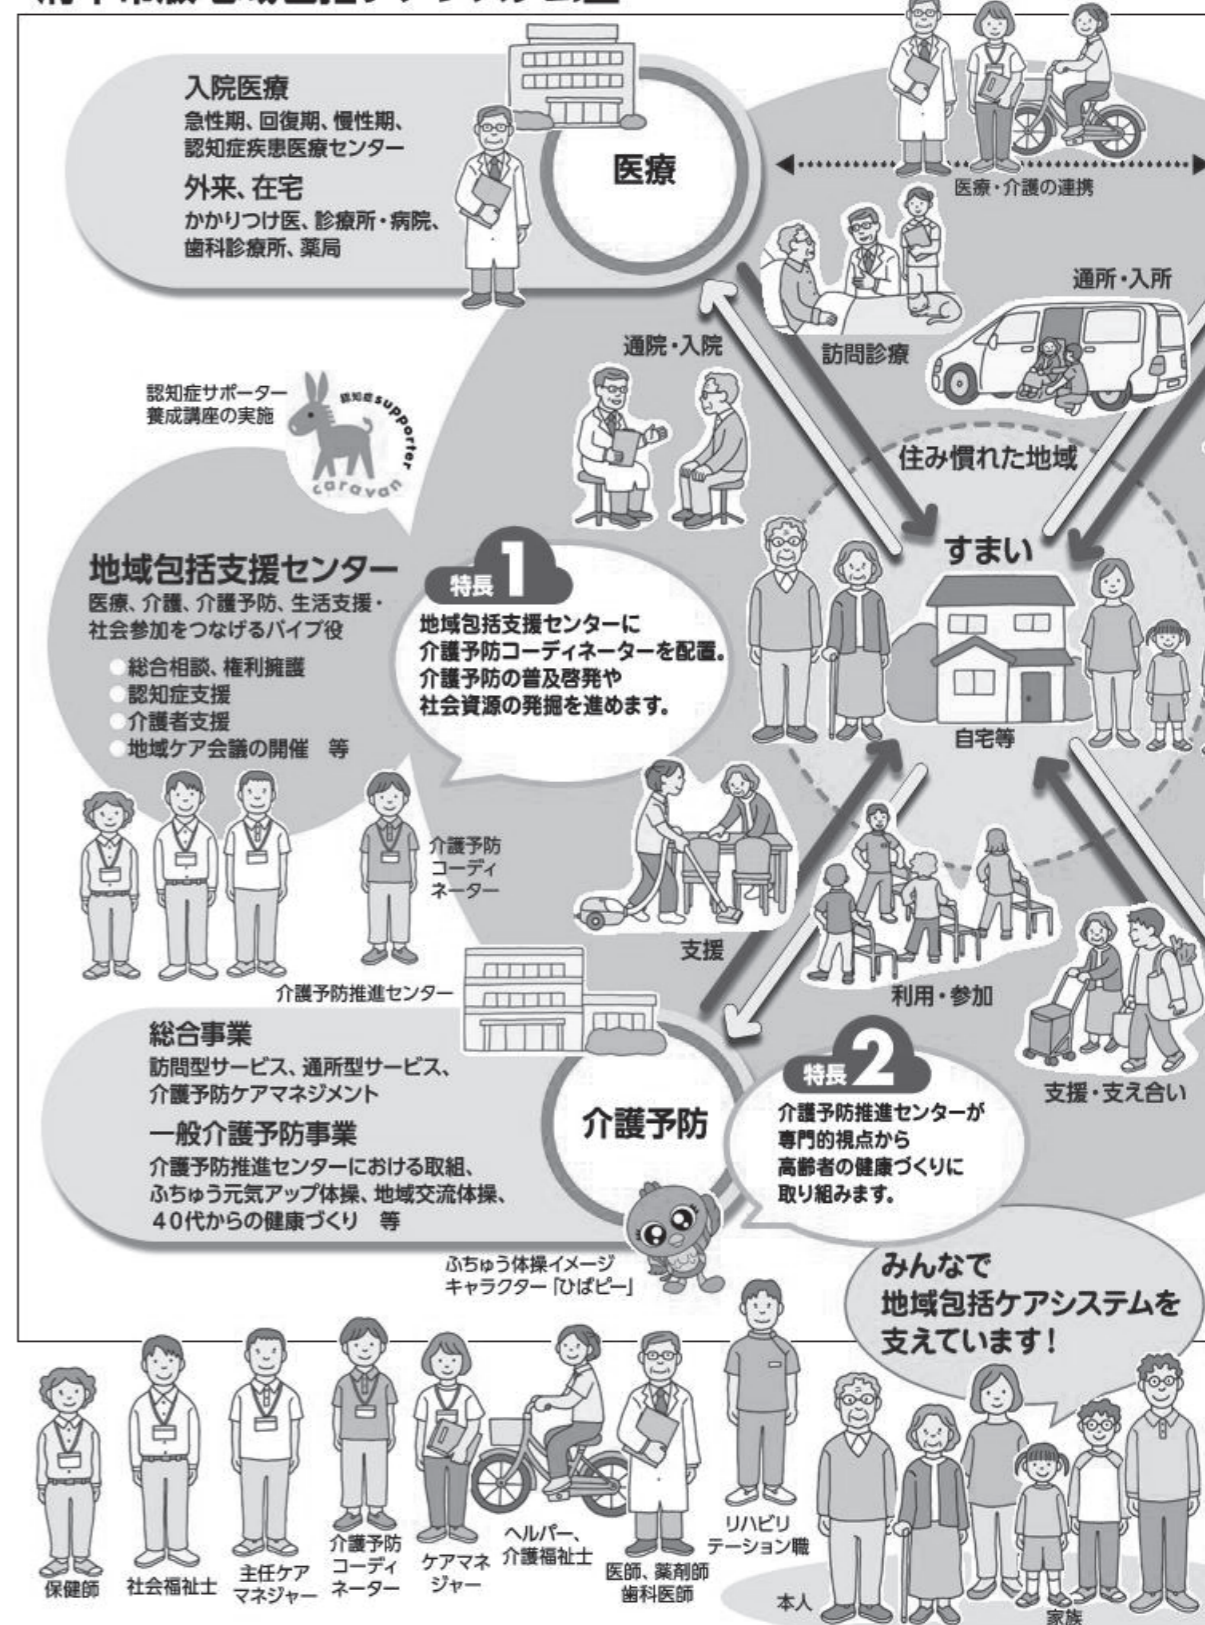 入院医療
急性期、回復期、慢性期、
認知症疾患医療センター
外来、在宅
かかりつけ医、診療所・病院、
歯科診療所、薬局
医療
医療・介護の連携
訪問診療
通所・入所
通院・入院
認知症サポーター
養成講座の実施
認知症supporter
caravan
住み慣れた地域
すまい
自宅等
地域包括支援センター
医療、介護、介護予防、生活支援・
社会参加をつなげるパイプ役
総合相談、権利擁護
認知症支援
介護者支援
地域ケア会議の開催 等
特長1
地域包括支援センターに
介護予防コーディネーターを配置。
介護予防の普及啓発や
社会資源の発掘を進めます。
介護予防
コーディ
ネーター
支援
利用・参加
支援・支え合い
介護予防推進センター
総合事業
訪問型サービス、通所型サービス、
介護予防ケアマネジメント
一般介護予防事業
介護予防推進センターにおける取組、
ふちゅう元気アップ体操、地域交流体操、
40代からの健康づくり 等
介護予防
特長2
介護予防推進センターが
専門的視点から
高齢者の健康づくりに
取り組みます。
ふちゅう体操イメージ
キャラクター「ひばピー」
みんなで
地域包括ケアシステムを
支えています!
保健師
社会福祉士
主任ケア
マネジャー
介護予防
コーディ
ネーター
ケアマネ
ジャー
ヘルパー、
介護福祉士
医師、薬剤師
歯科医師
リハビリ
テーション職
本人
家族